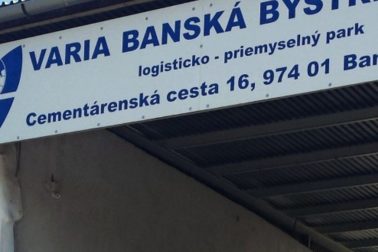 VARIA BANSKÁ BYSTRI
logisticko - priemyselný park
Cementárenská cesta 16, 974 01 Ban